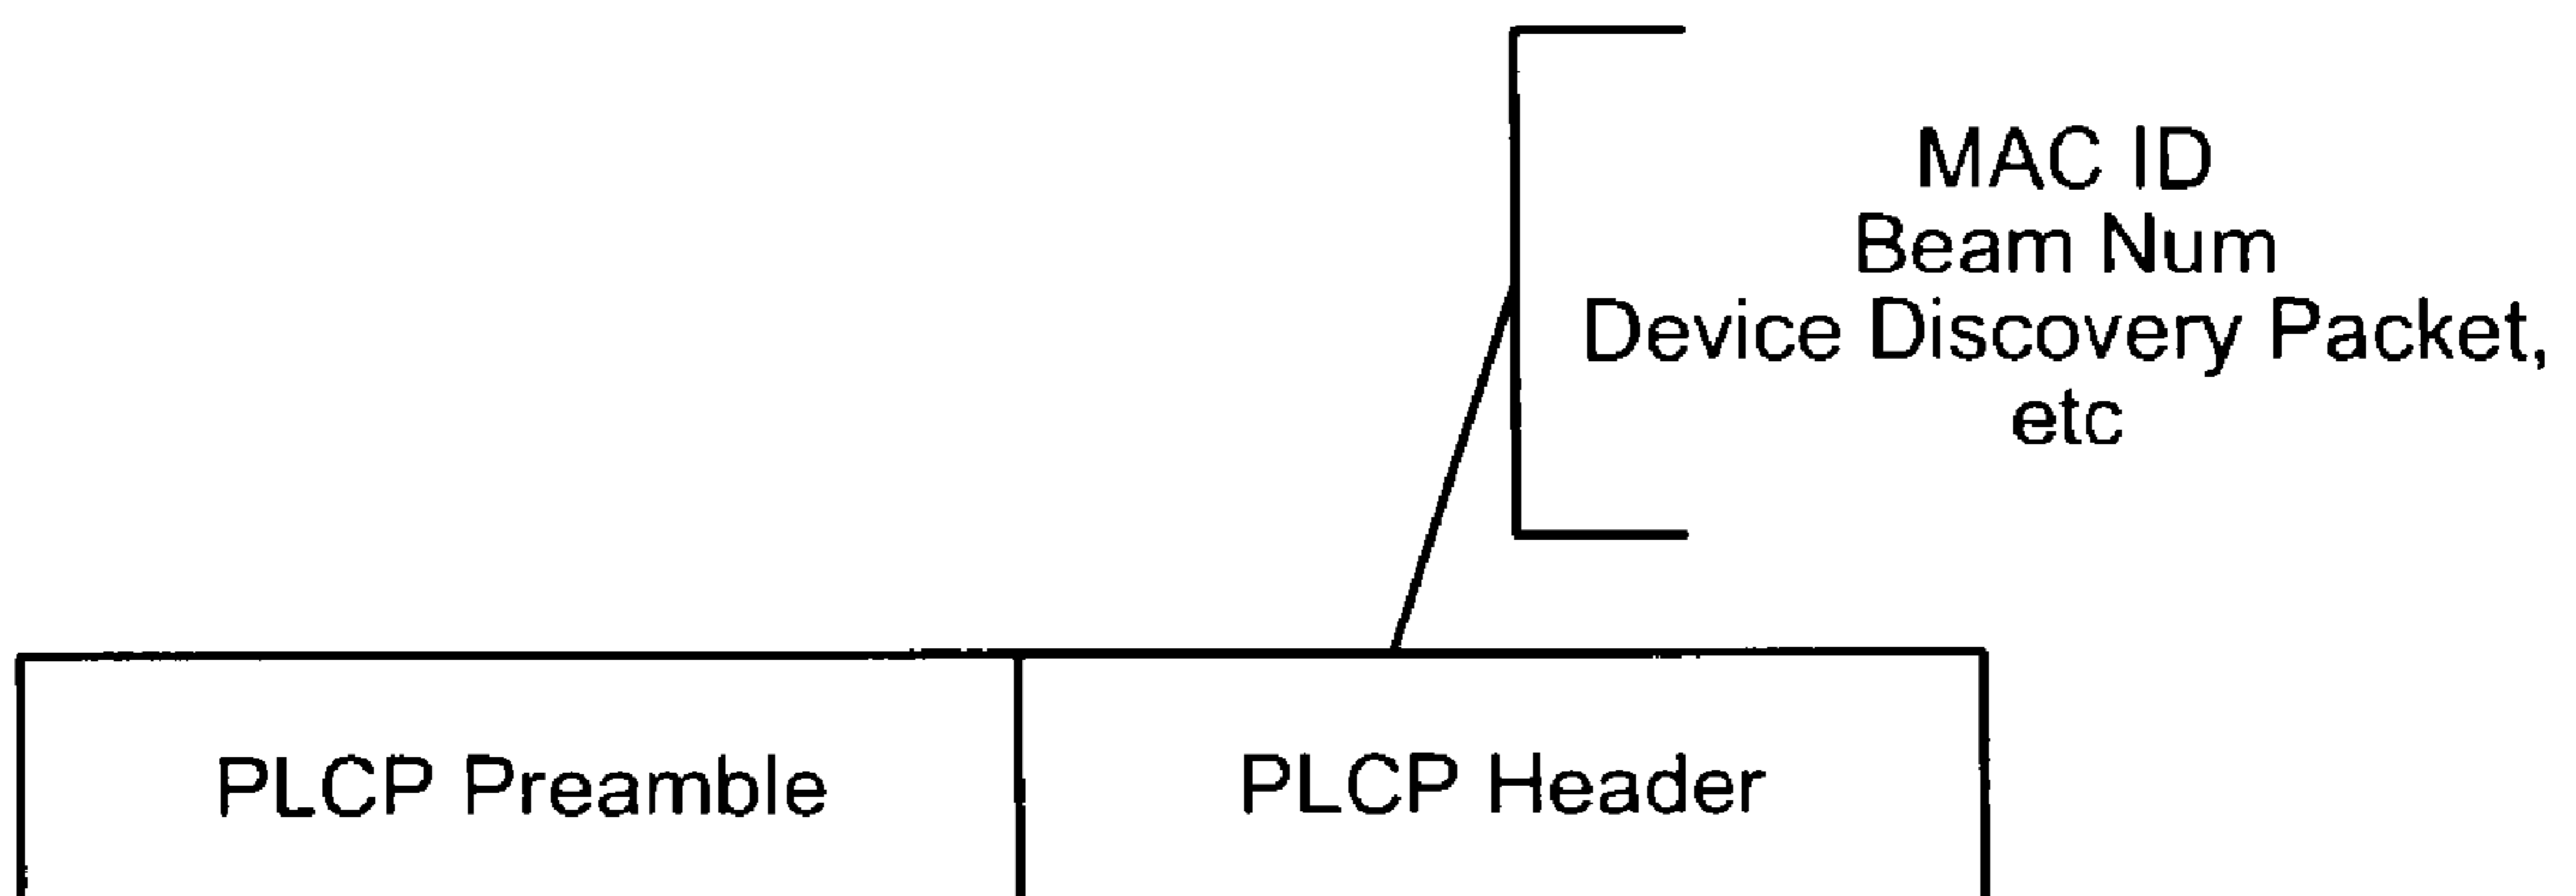 MAC ID
Beam Num
Device Discovery Packet,
etc
PLCP Preamble
PLCP Header